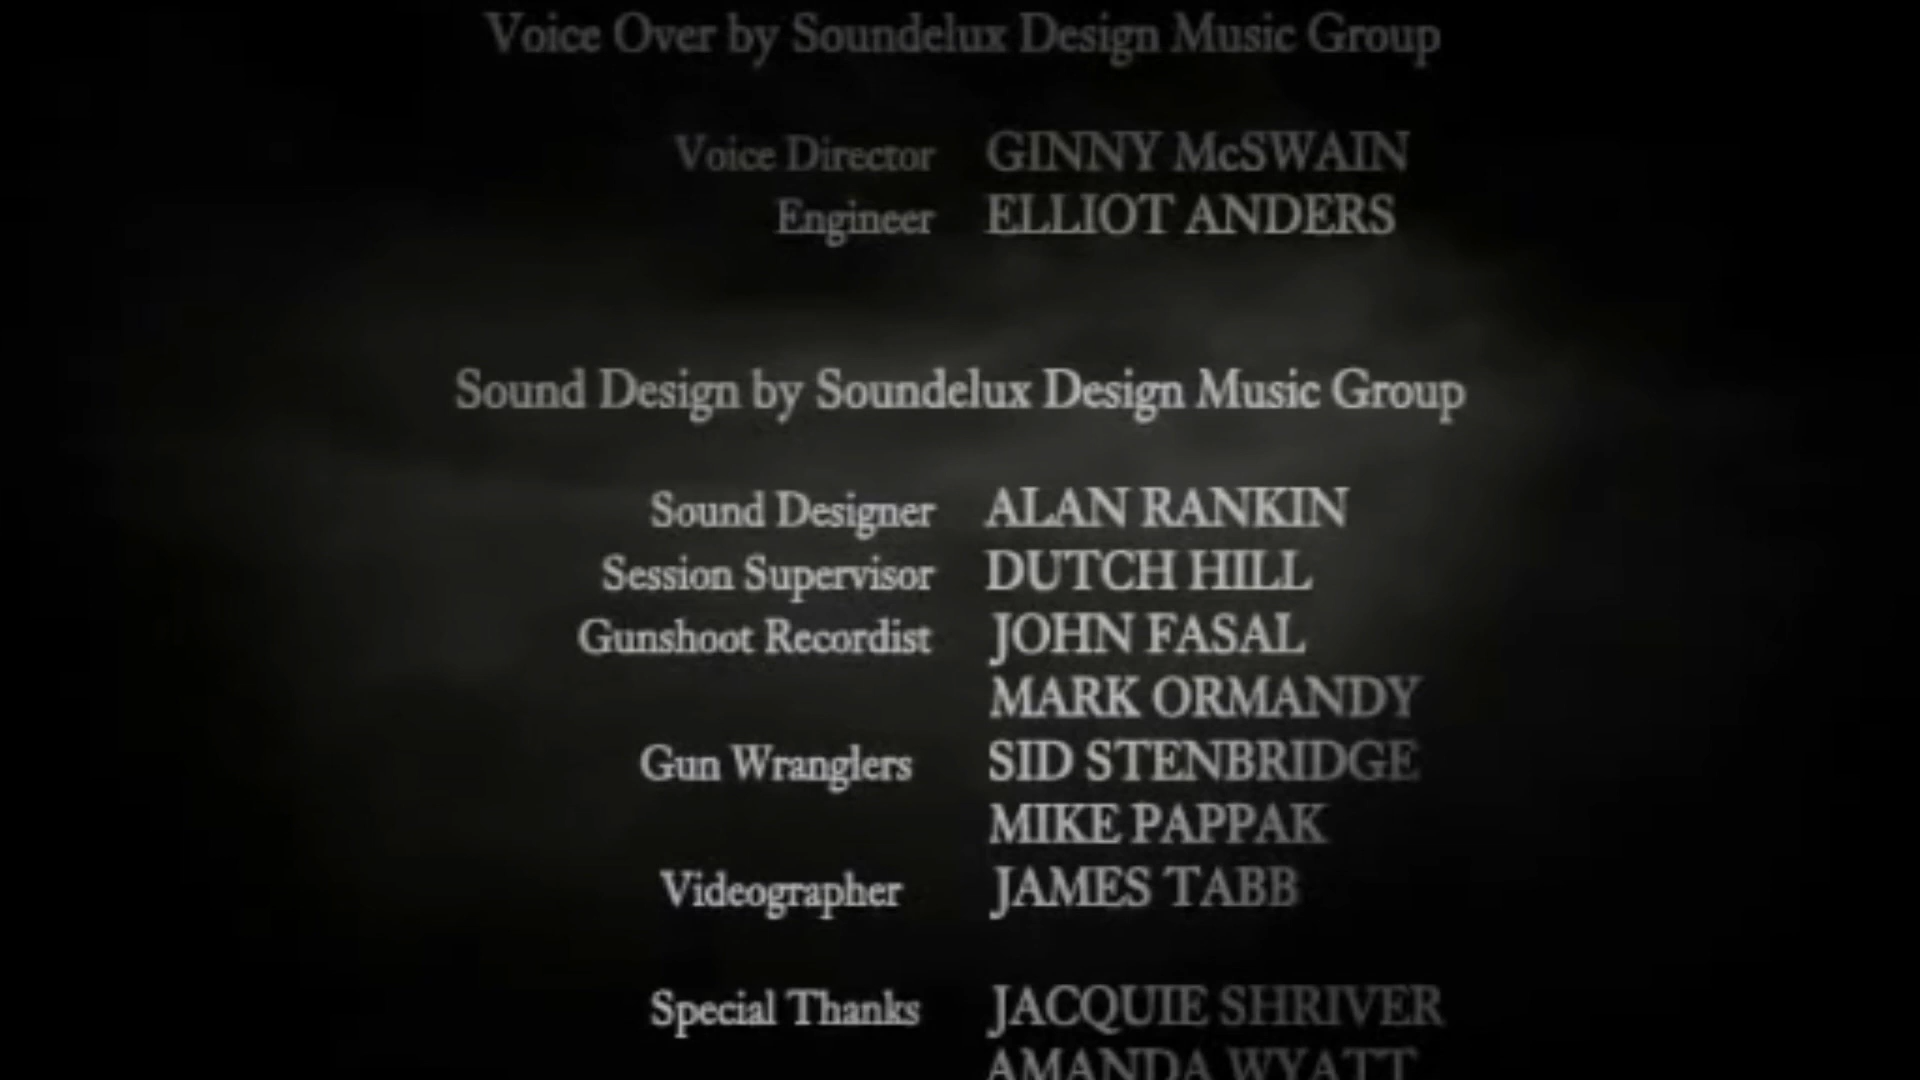 Voice Over by Soundelux Design Music Group
Voice Director GINNY McSWAIN
Engineer ELLIOT ANDERS
Sound Design by Soundelux Design Music Group
Sound Designer ALAN RANKIN
Session Supervisor DUTCH HILL
Gunshoot Recordist JOHN FASAL
MARK ORMANDY
Gun Wranglers SID STENBRIDGE
MIKE PAPPAK
Videographer JAMES TABB
Special Thanks JACQUIE SHRIVER
AMANDA WYATT